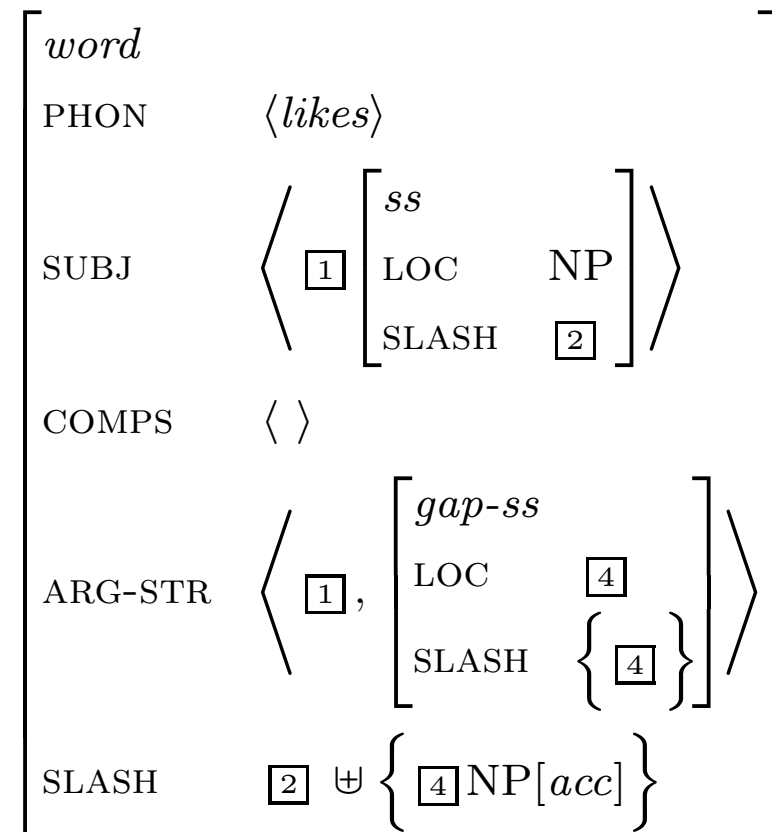 word
PHON ⟨likes⟩
ss
SUBJ ⟨ 1 LOC NP ⟩
SLASH 2
COMPS ⟨ ⟩
gap-ss
ARG-STR ⟨ 1 , LOC 4 ⟩
SLASH { 4 }
SLASH 2 ⊎ { 4 NP[acc] }